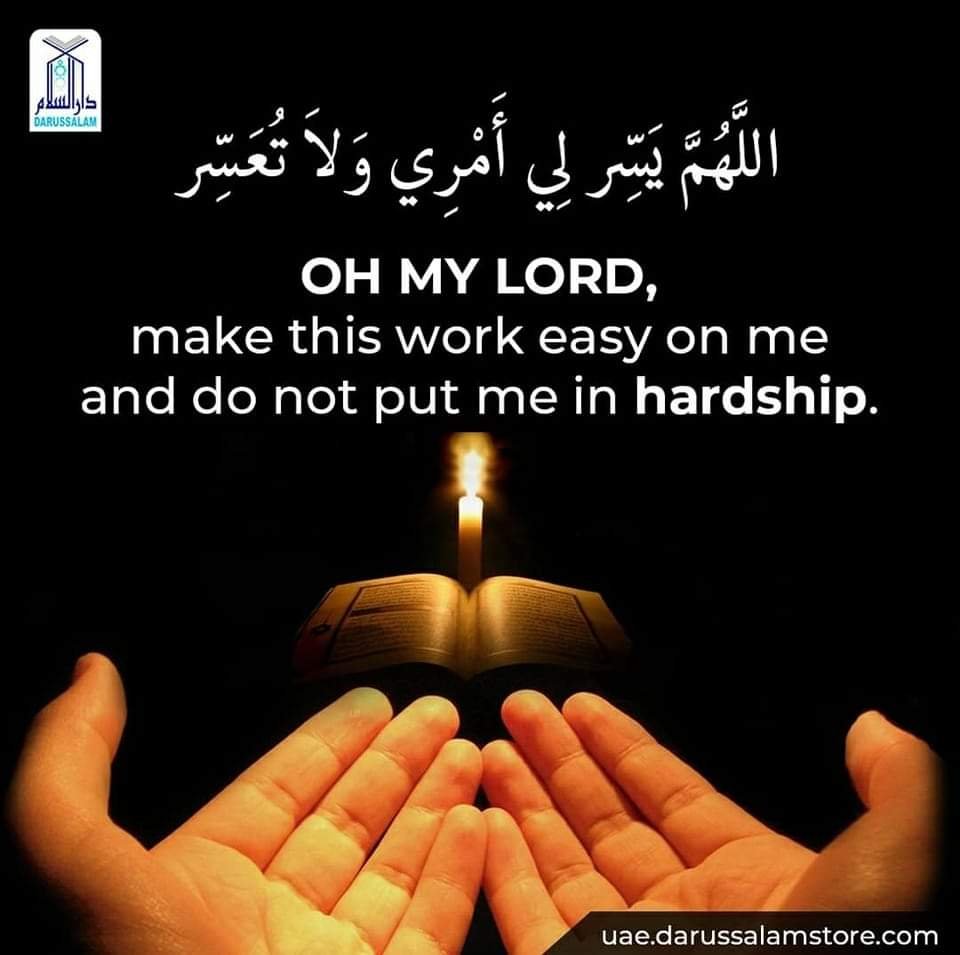 دارالسلام
DARUSSALAM
اللَّهُمَّ يَسِّر لِي أَمْرِي وَلاَ تُعَسِّر
OH MY LORD,
make this work easy on me
and do not put me in hardship.
uae.darussalamstore.com